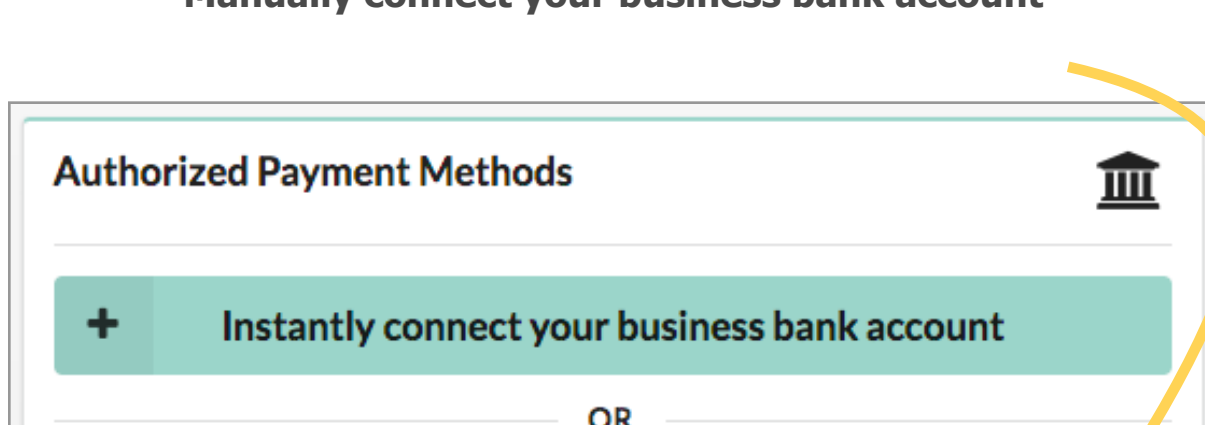 Manually connect your business bank account
Authorized Payment Methods
+ Instantly connect your business bank account
OR